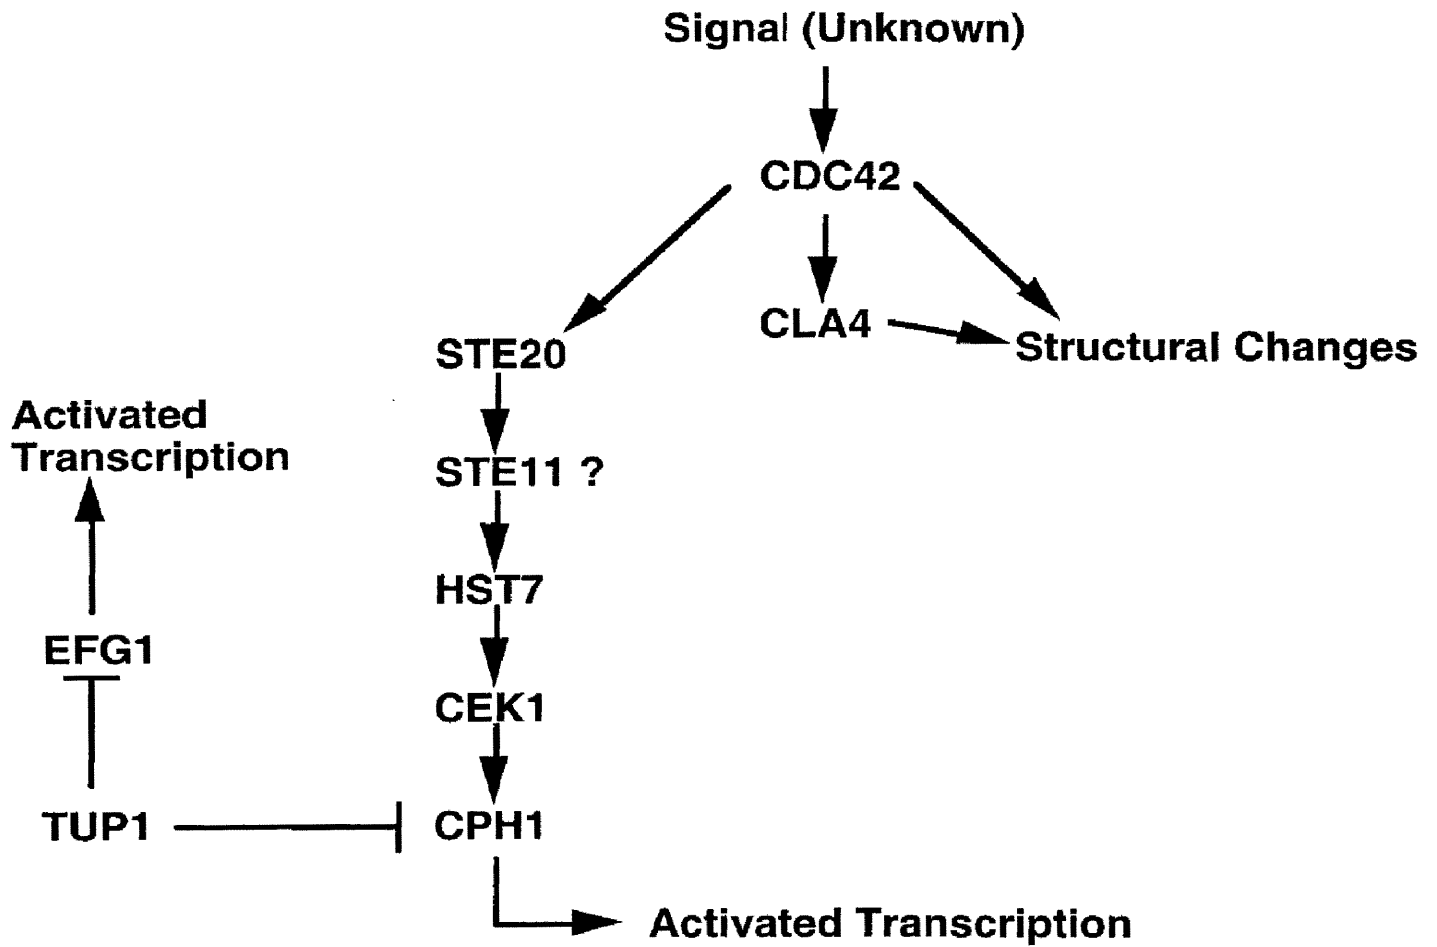 Signal (Unknown)
CDC42
CLA4
Structural Changes
STE20
Activated
Transcription
STE11 ?
HST7
EFG1
CEK1
TUP1
CPH1
Activated Transcription